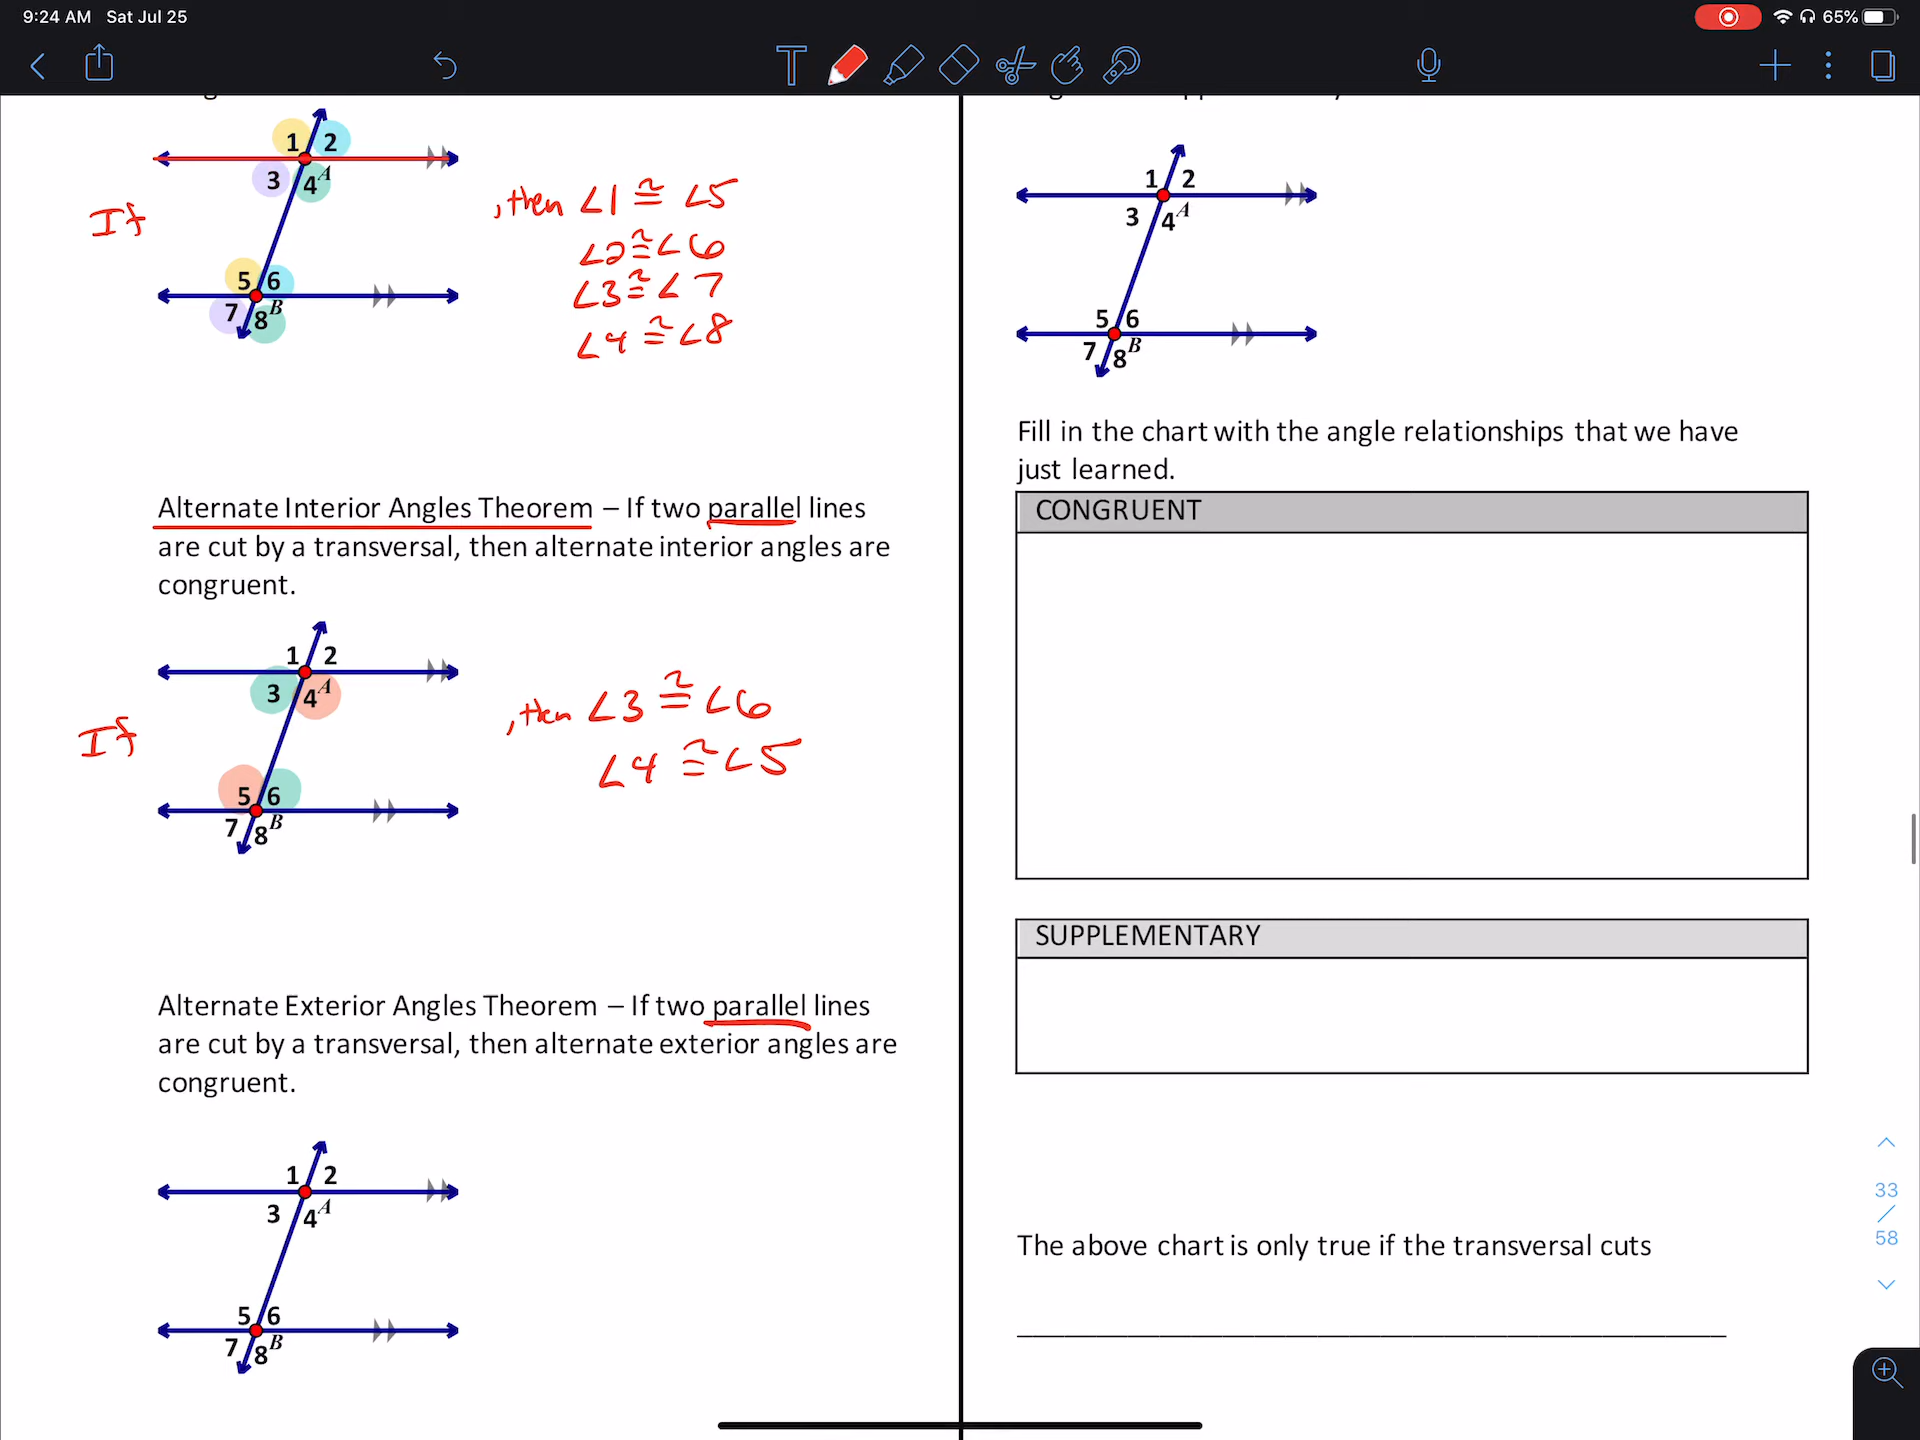 9:24 AM Sat Jul 25
65%
1 2
3 4 A
If
5 6
7 8 B
, then ∠1 ≅ ∠5
∠2 ≅ ∠6
∠3 ≅ ∠7
∠4 ≅ ∠8
Alternate Interior Angles Theorem – If two parallel lines
are cut by a transversal, then alternate interior angles are
congruent.
1 2
3 4 A
If
5 6
7 8 B
, then ∠3 ≅ ∠6
∠4 ≅ ∠5
Alternate Exterior Angles Theorem – If two parallel lines
are cut by a transversal, then alternate exterior angles are
congruent.
1 2
3 4 A
5 6
7 8 B
1 2
3 4 A
5 6
7 8 B
Fill in the chart with the angle relationships that we have
just learned.
CONGRUENT
SUPPLEMENTARY
The above chart is only true if the transversal cuts
33
/
58